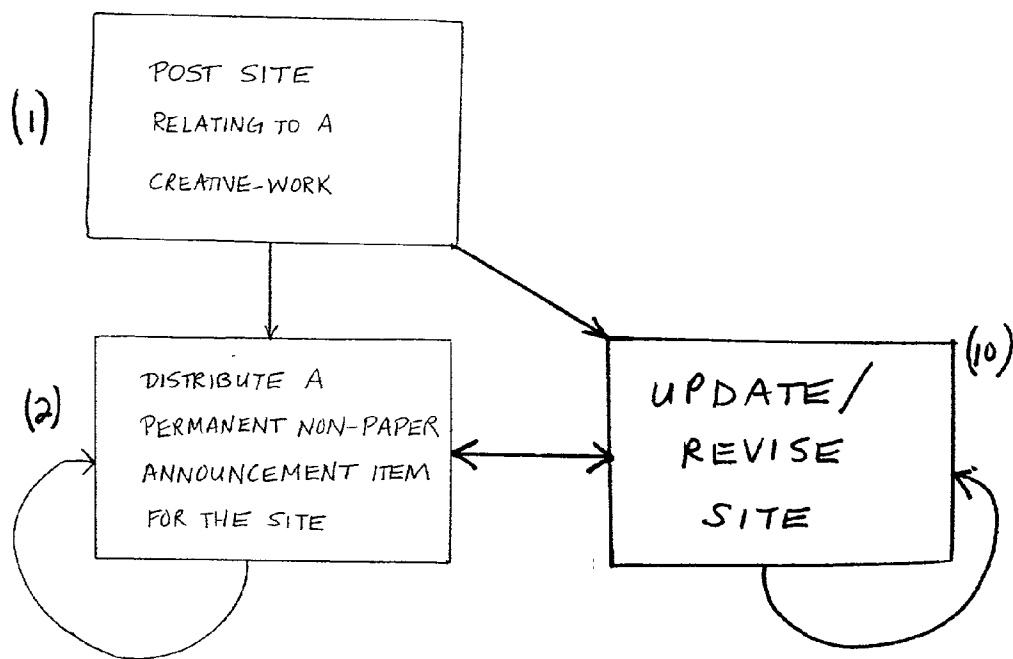 (1)
POST SITE
RELATING TO A
CREATIVE-WORK
(2)
DISTRIBUTE A
PERMANENT NON-PAPER
ANNOUNCEMENT ITEM
FOR THE SITE
(10)
UPDATE/
REVISE
SITE